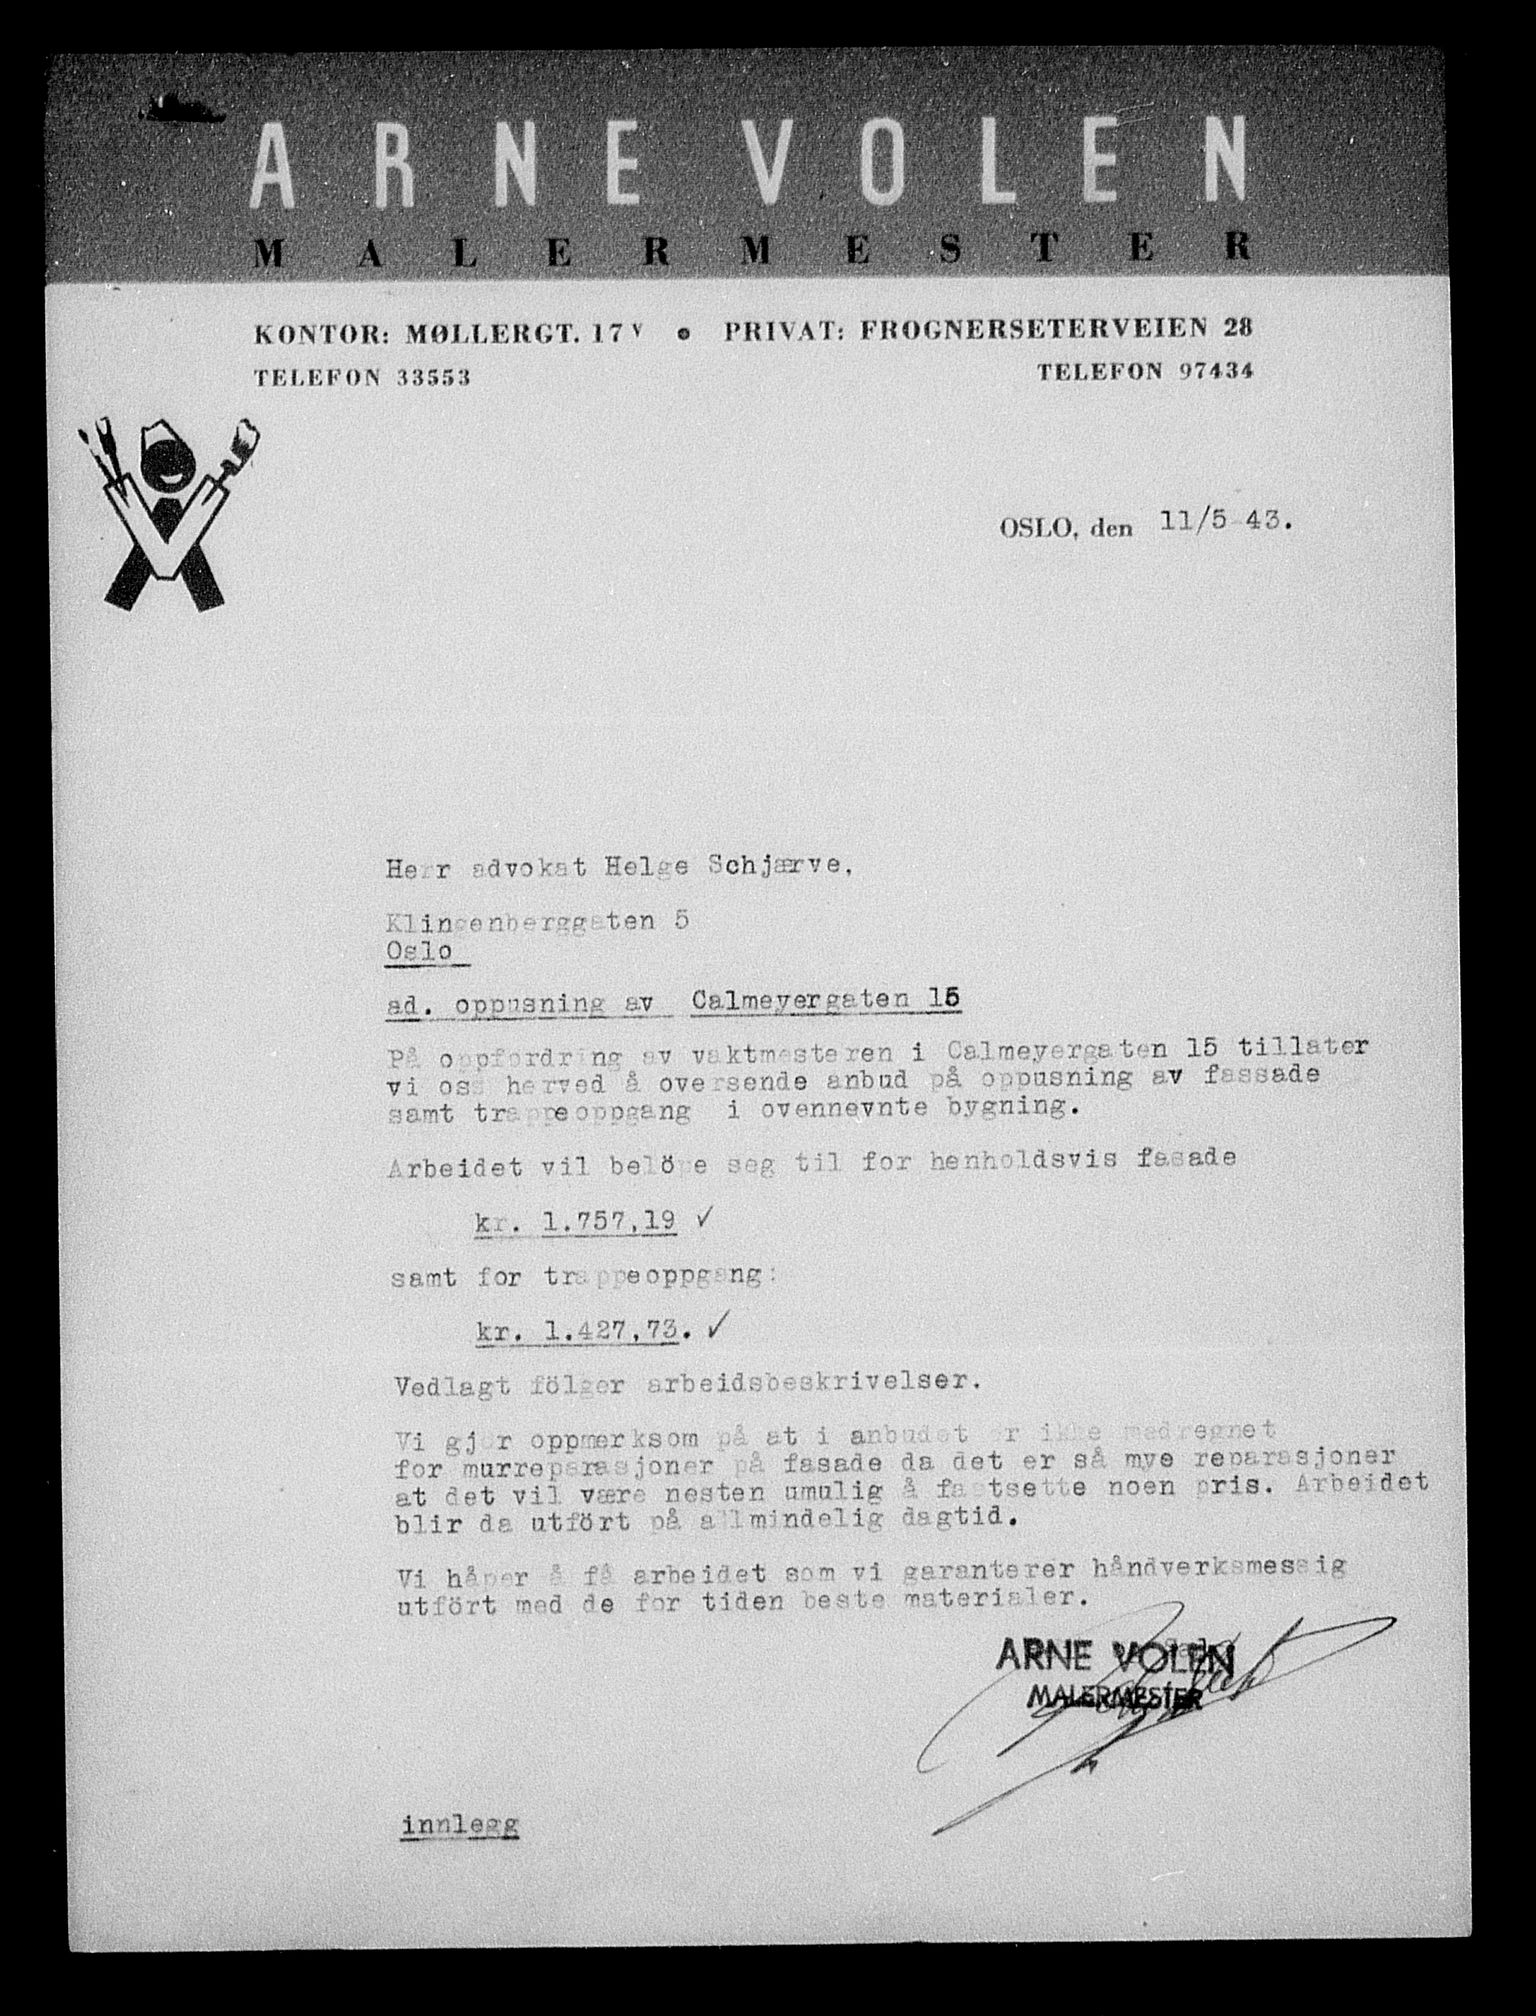 ARNE VOLEN
MALERMESTER
KONTOR: MØLLERGT. 17 V • PRIVAT: FROGNERSETERVEIEN 28
TELEFON 33553 TELEFON 97434
OSLO, den 11/5 43.
Herr advokat Helge Schjærve,
Klingenberggaten 5
Oslo
ad. oppusning av Calmeyergaten 15
På oppfordring av vaktmesteren i Calmeyergaten 15 tillater
vi oss herved å oversende anbud på oppusning av fassade
samt trappeoppgang i ovennevnte bygning.
Arbeidet vil belöpe seg til for henholdsvis fasade
kr. 1.757,19 ✓
samt for trappeoppgang:
kr. 1.427,73. ✓
Vedlagt fölger arbeidsbeskrivelser.
Vi gjør oppmerksom på at i anbudet er ikke medregnet
for murreparasjoner på fasade da det er så mye reparasjoner
at det vil være nesten umulig å fastsette noen pris. Arbeidet
blir da utfört på allmindelig dagtid.
Vi håper å få arbeidet som vi garanterer håndverksmessig
utfört med de for tiden beste materialer.
ARNE VOLEN
MALERMESTER
innlegg